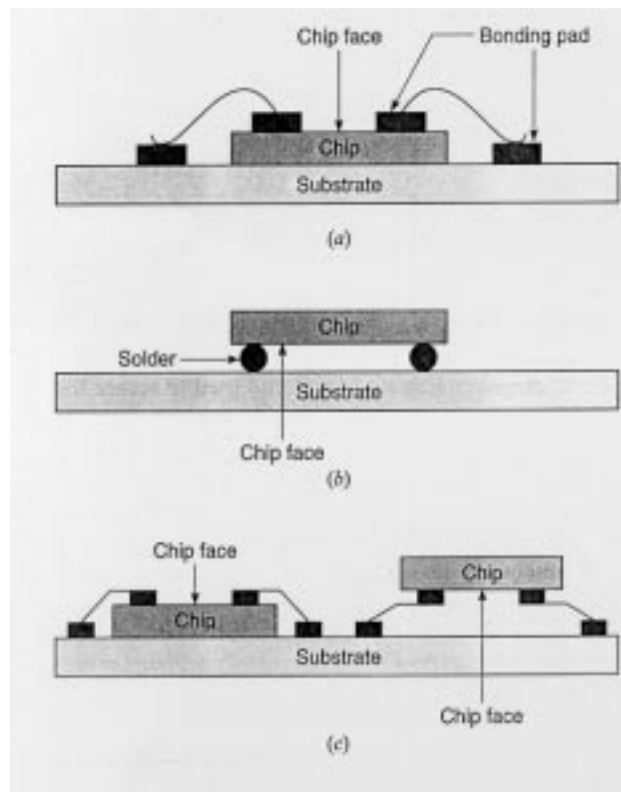 Chip face Bonding pad
Chip
Substrate
(a)
Chip
Solder
Substrate
Chip face
(b)
Chip face
Chip
Chip
Substrate
Chip face
(c)